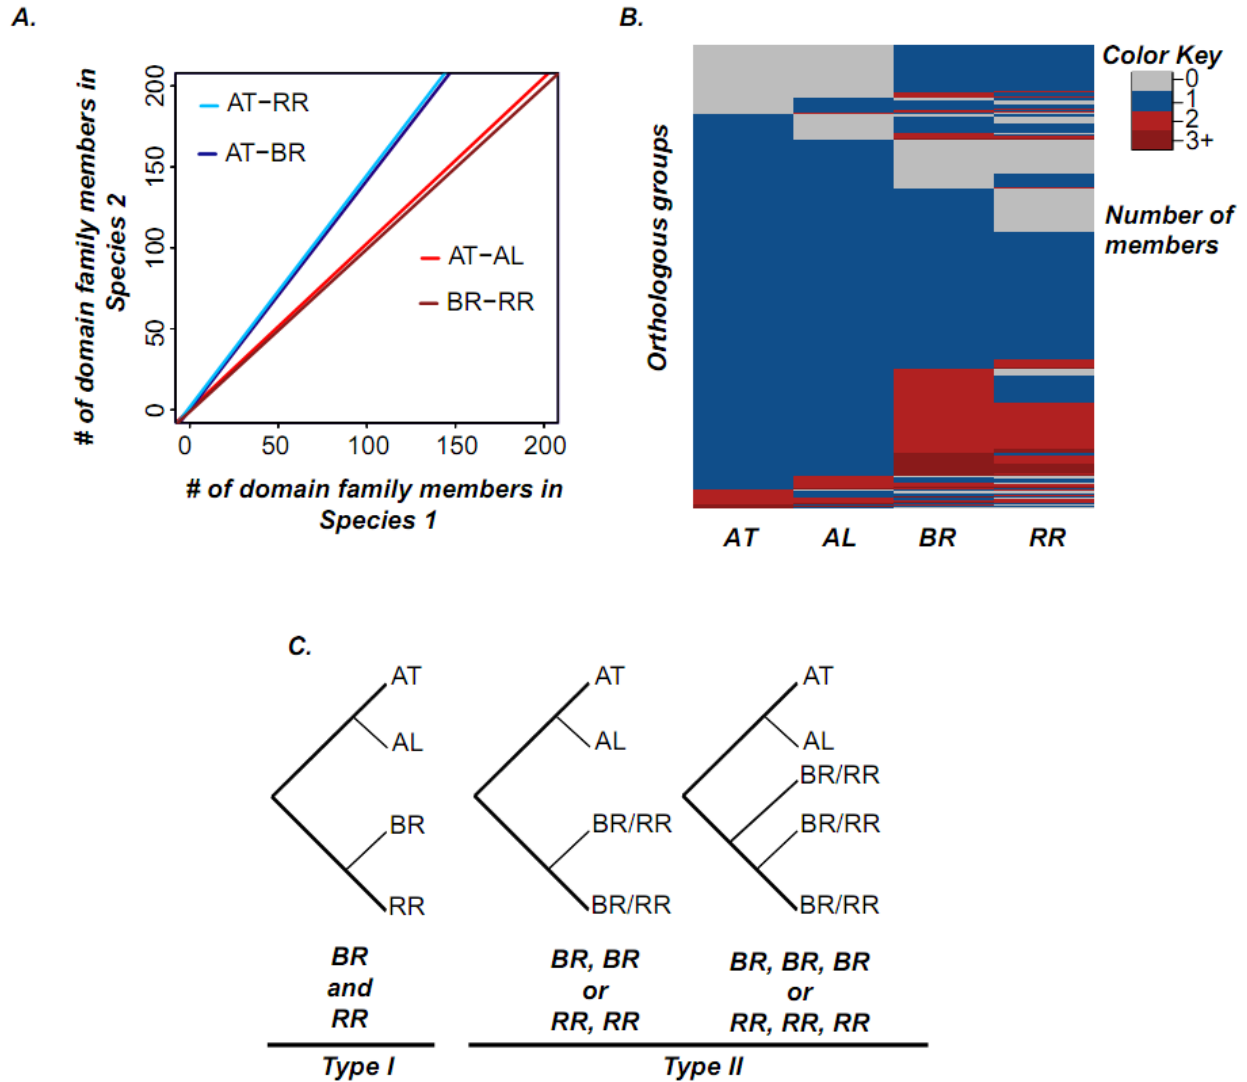 A.
# of domain family members in
Species 2
200
150
100
50
0
AT−RR
AT−BR
AT−AL
BR−RR
0 50 100 150 200
# of domain family members in
Species 1
B.
Orthologous groups
Color Key
0
1
2
3+
Number of
members
AT AL BR RR
C.
AT
AL
BR
RR
BR
and
RR
Type I
AT
AL
BR/RR
BR/RR
BR, BR
or
RR, RR
AT
AL
BR/RR
BR/RR
BR/RR
BR, BR, BR
or
RR, RR, RR
Type II